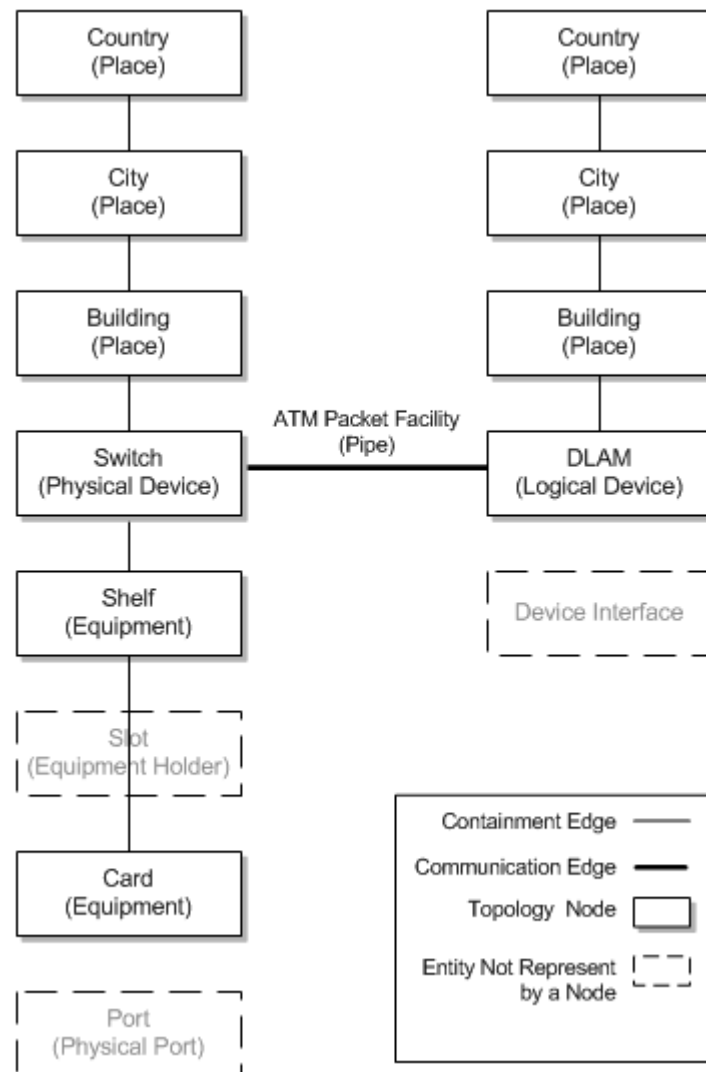 Country
(Place)
City
(Place)
Building
(Place)
Switch
(Physical Device)
Shelf
(Equipment)
Slot
(Equipment Holder)
Card
(Equipment)
Port
(Physical Port)
ATM Packet Facility
(Pipe)
Country
(Place)
City
(Place)
Building
(Place)
DLAM
(Logical Device)
Device Interface
Containment Edge
Communication Edge
Topology Node
Entity Not Represent
by a Node